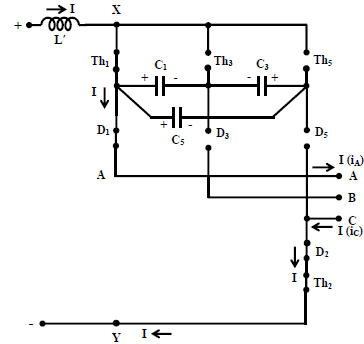 → I X
+
L′
Th₁ C₁ Th₃ C₃ Th₅
+ - - +
I
+ -
D₁ C₅ D₃ D₅
I (iA)
A A
B
C
I (iC)
D₂
I Th₂
-
Y I ←